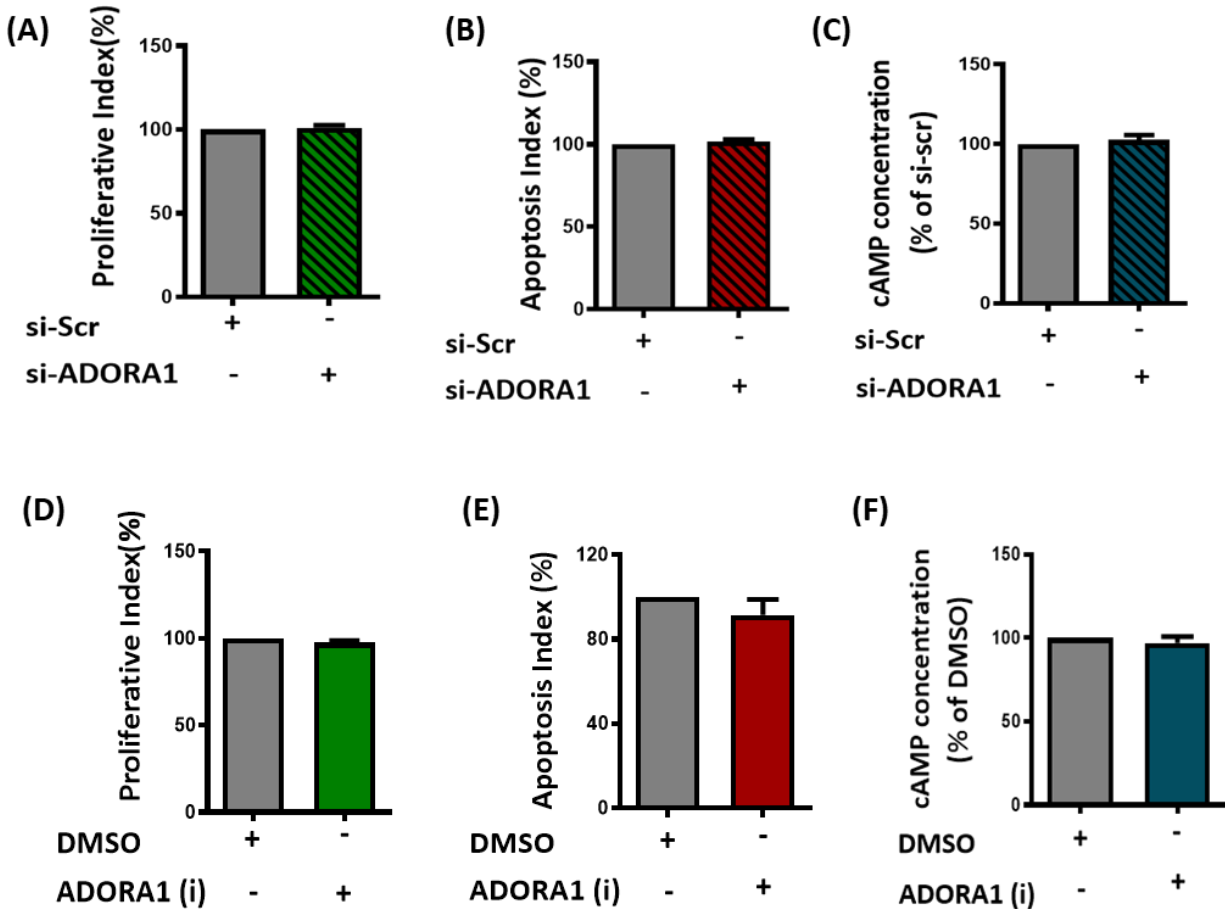 (A)
Proliferative Index(%)
150
100
50
0
si-Scr + -
si-ADORA1 - +
(B)
Apoptosis Index (%)
150
100
50
0
si-Scr + -
si-ADORA1 - +
(C)
cAMP concentration
(% of si-scr)
150
100
50
0
si-Scr + -
si-ADORA1 - +
(D)
Proliferative Index(%)
150
100
50
0
DMSO + -
ADORA1 (i) - +
(E)
Apoptosis Index (%)
120
80
40
0
DMSO + -
ADORA1 (i) - +
(F)
cAMP concentration
(% of DMSO)
150
100
50
0
DMSO + -
ADORA1 (i) - +